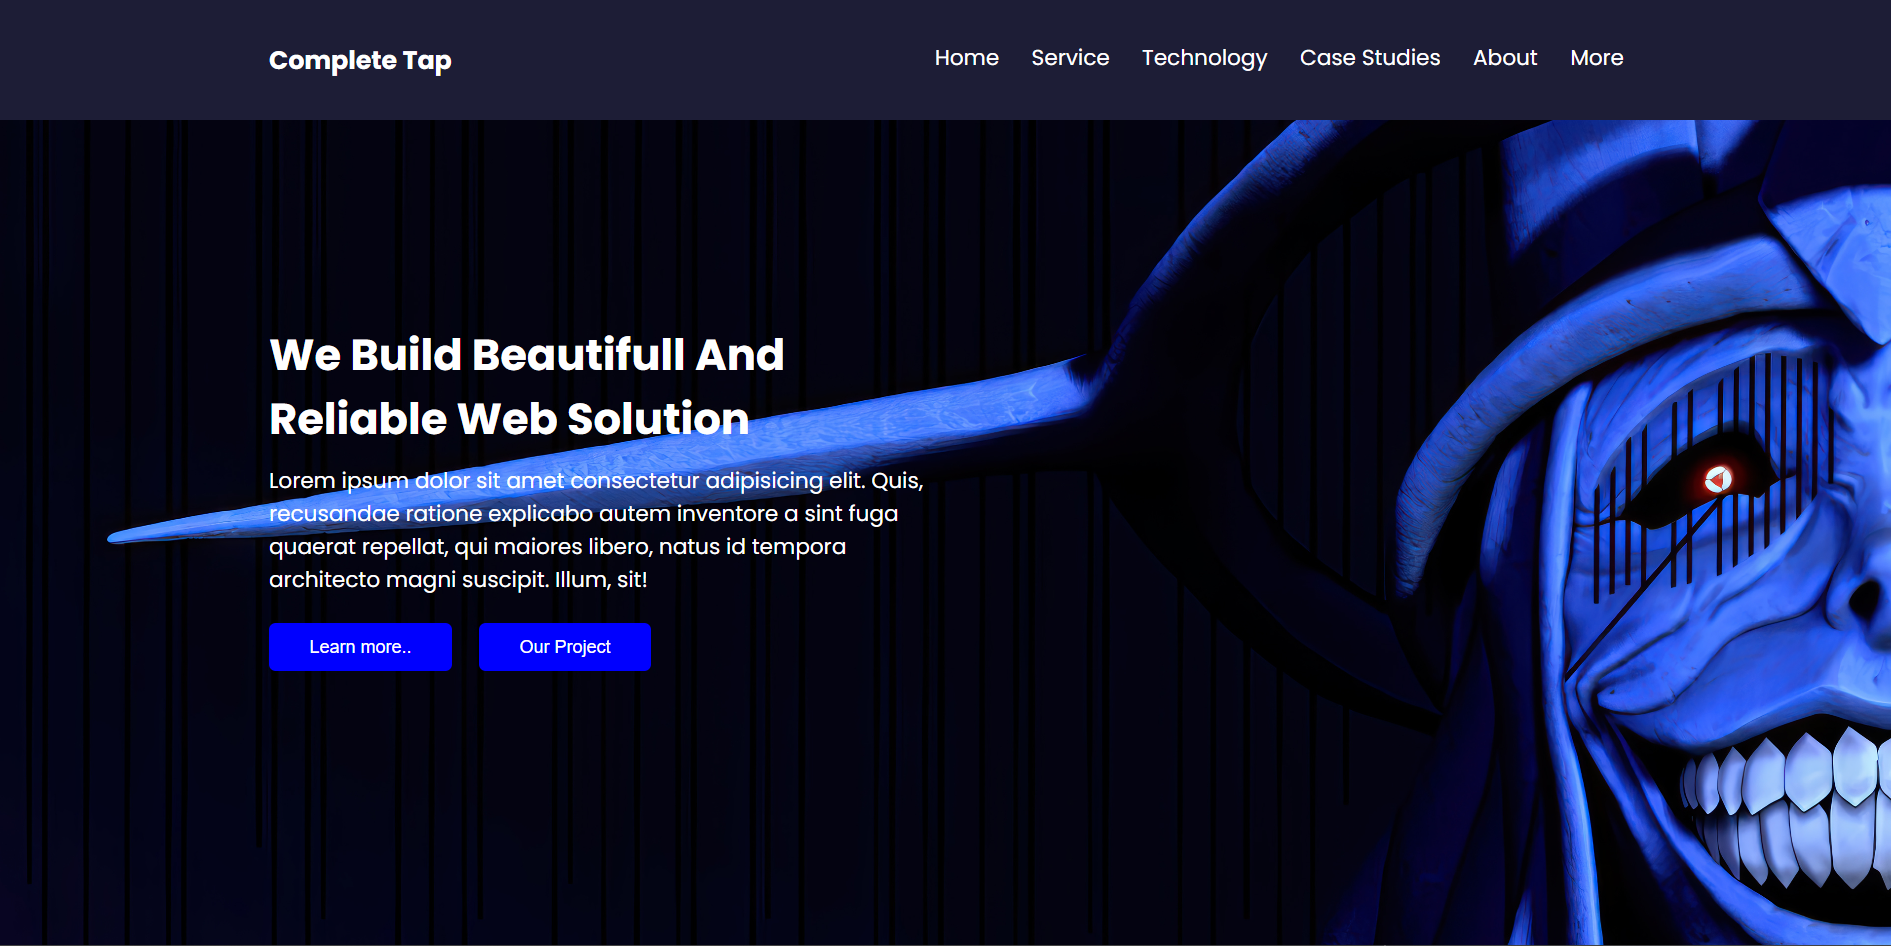 Complete Tap
Home Service Technology Case Studies About More
We Build Beautifull And
Reliable Web Solution
Lorem ipsum dolor sit amet consectetur adipisicing elit. Quis,
recusandae ratione explicabo autem inventore a sint fuga
quaerat repellat, qui maiores libero, natus id tempora
architecto magni suscipit. Illum, sit!
Learn more.. Our Project